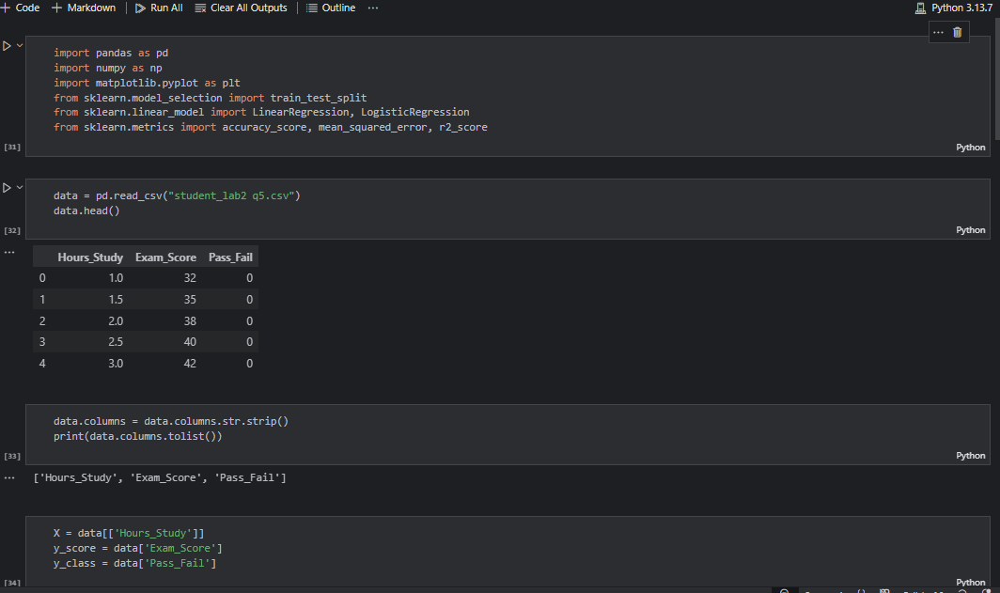 Code Markdown Run All Clear All Outputs Outline ... Python 3.13.7
import pandas as pd
import numpy as np
import matplotlib.pyplot as plt
from sklearn.model_selection import train_test_split
from sklearn.linear_model import LinearRegression, LogisticRegression
from sklearn.metrics import accuracy_score, mean_squared_error, r2_score
[31] Python
data = pd.read_csv("student_lab2 q5.csv")
data.head()
[32] Python
Hours_Study Exam_Score Pass_Fail
0 1.0 32 0
1 1.5 35 0
2 2.0 38 0
3 2.5 40 0
4 3.0 42 0
data.columns = data.columns.str.strip()
print(data.columns.tolist())
[33] Python
['Hours_Study', 'Exam_Score', 'Pass_Fail']
X = data[['Hours_Study']]
y_score = data['Exam_Score']
y_class = data['Pass_Fail']
[34] Python